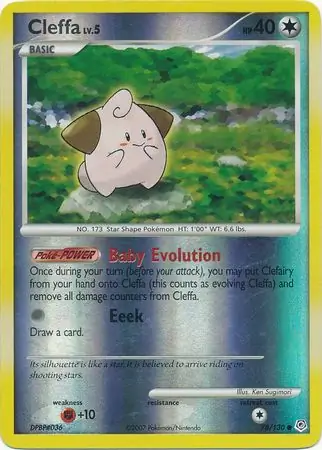 Cleffa LV.5
HP 40
BASIC
NO. 173 Star Shape Pokémon HT: 1'00" WT: 6.6 lbs.
Poké-POWER Baby Evolution
Once during your turn (before your attack), you may put Clefairy
from your hand onto Cleffa (this counts as evolving Cleffa) and
remove all damage counters from Cleffa.
Eeek
Draw a card.
Its silhouette is like a star. It is believed to arrive riding on
shooting stars.
Illus. Ken Sugimori
weakness resistance retreat cost
+10
DPBP#036 ©2007 Pokémon/Nintendo 76/130